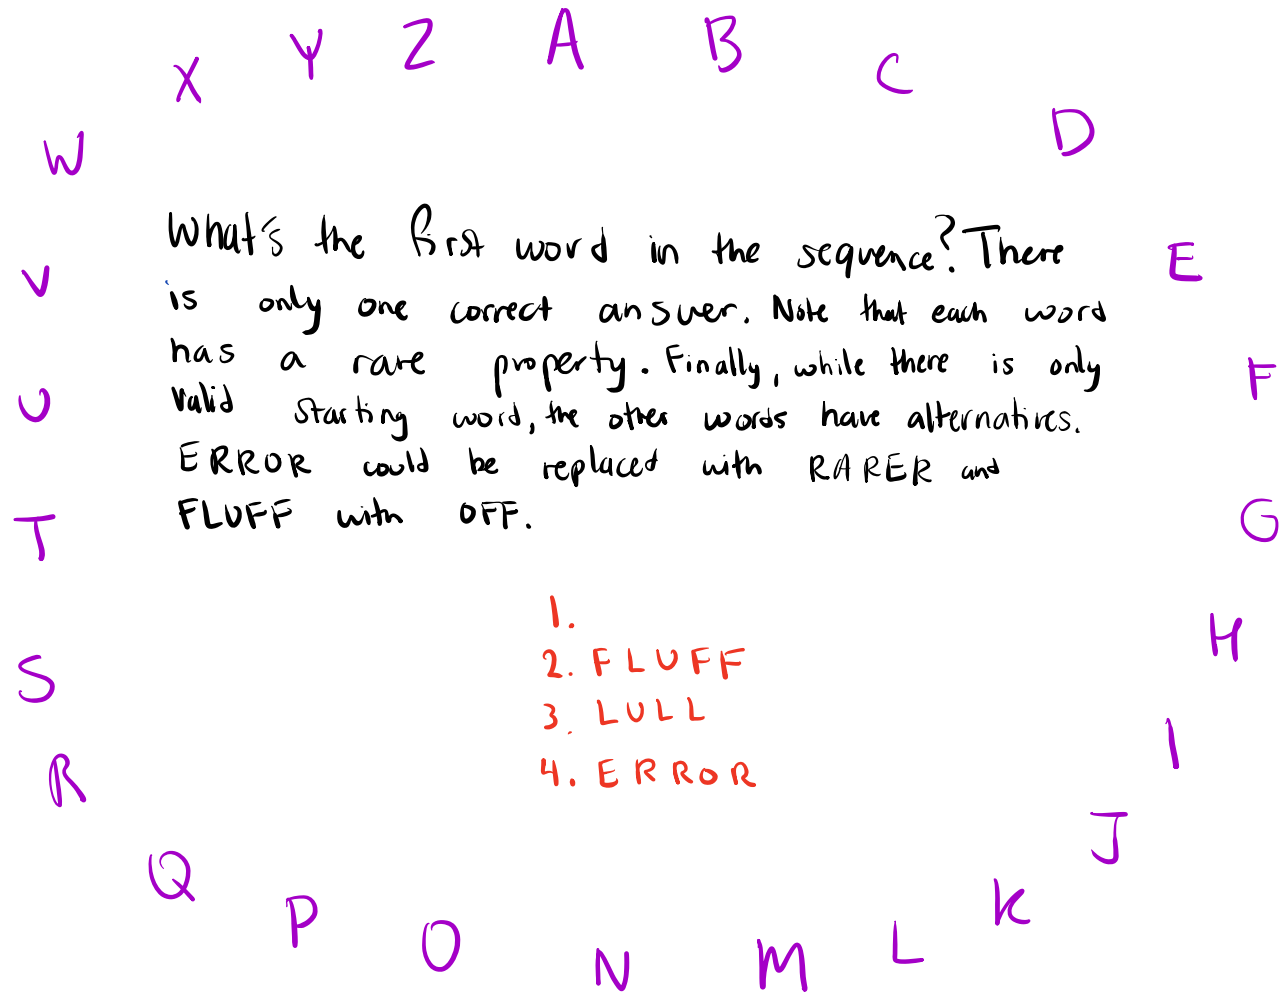 X Y Z A B C
W D
What's the first word in the sequence? There
V E
is only one correct answer. Note that each word
has a rare property. Finally, while there is only
F
valid starting word, the other words have alternatives.
U
ERROR could be replaced with RARER and
FLUFF with OFF.
T G
1.
H
2. FLUFF
S
3. LULL
I
4. ERROR
R
J
Q K
P L
O M
N